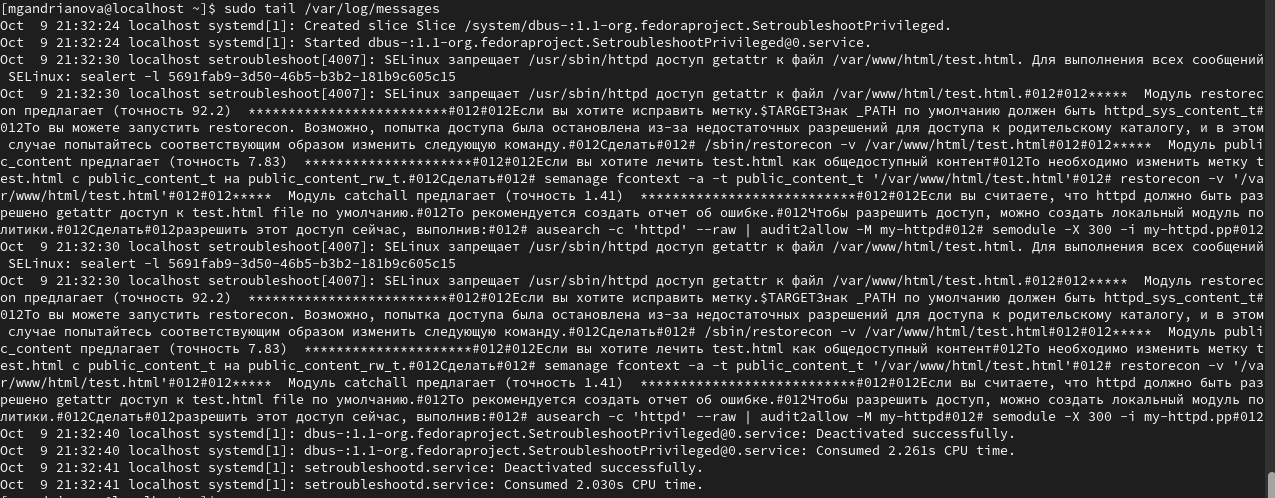 [mgandrianova@localhost ~]$ sudo tail /var/log/messages
Oct  9 21:32:24 localhost systemd[1]: Created slice Slice /system/dbus-:1.1-org.fedoraproject.SetroubleshootPrivileged.
Oct  9 21:32:24 localhost systemd[1]: Started dbus-:1.1-org.fedoraproject.SetroubleshootPrivileged@0.service.
Oct  9 21:32:30 localhost setroubleshoot[4007]: SELinux запрещает /usr/sbin/httpd доступ getattr к файл /var/www/html/test.html. Для выполнения всех сообщений
 SELinux: sealert -l 5691fab9-3d50-46b5-b3b2-181b9c605c15
Oct  9 21:32:30 localhost setroubleshoot[4007]: SELinux запрещает /usr/sbin/httpd доступ getattr к файл /var/www/html/test.html.#012#012*****  Модуль restorec
on предлагает (точность 92.2)  *************************#012#012Если вы хотите исправить метку.$TARGETЗнак _PATH по умолчанию должен быть httpd_sys_content_t#
012То вы можете запустить restorecon. Возможно, попытка доступа была остановлена из-за недостаточных разрешений для доступа к родительскому каталогу, и в этом
 случае попытайтесь соответствующим образом изменить следующую команду.#012Сделать#012# /sbin/restorecon -v /var/www/html/test.html#012#012*****  Модуль publi
c_content предлагает (точность 7.83)  *********************#012#012Если вы хотите лечить test.html как общедоступный контент#012То необходимо изменить метку t
est.html с public_content_t на public_content_rw_t.#012Сделать#012# semanage fcontext -a -t public_content_t '/var/www/html/test.html'#012# restorecon -v '/va
r/www/html/test.html'#012#012*****  Модуль catchall предлагает (точность 1.41)  ***************************#012#012Если вы считаете, что httpd должно быть раз
решено getattr доступ к test.html file по умолчанию.#012То рекомендуется создать отчет об ошибке.#012Чтобы разрешить доступ, можно создать локальный модуль по
литики.#012Сделать#012разрешить этот доступ сейчас, выполнив:#012# ausearch -c 'httpd' --raw | audit2allow -M my-httpd#012# semodule -X 300 -i my-httpd.pp#012
Oct  9 21:32:30 localhost setroubleshoot[4007]: SELinux запрещает /usr/sbin/httpd доступ getattr к файл /var/www/html/test.html. Для выполнения всех сообщений
 SELinux: sealert -l 5691fab9-3d50-46b5-b3b2-181b9c605c15
Oct  9 21:32:30 localhost setroubleshoot[4007]: SELinux запрещает /usr/sbin/httpd доступ getattr к файл /var/www/html/test.html.#012#012*****  Модуль restorec
on предлагает (точность 92.2)  *************************#012#012Если вы хотите исправить метку.$TARGETЗнак _PATH по умолчанию должен быть httpd_sys_content_t#
012То вы можете запустить restorecon. Возможно, попытка доступа была остановлена из-за недостаточных разрешений для доступа к родительскому каталогу, и в этом
 случае попытайтесь соответствующим образом изменить следующую команду.#012Сделать#012# /sbin/restorecon -v /var/www/html/test.html#012#012*****  Модуль publi
c_content предлагает (точность 7.83)  *********************#012#012Если вы хотите лечить test.html как общедоступный контент#012То необходимо изменить метку t
est.html с public_content_t на public_content_rw_t.#012Сделать#012# semanage fcontext -a -t public_content_t '/var/www/html/test.html'#012# restorecon -v '/va
r/www/html/test.html'#012#012*****  Модуль catchall предлагает (точность 1.41)  ***************************#012#012Если вы считаете, что httpd должно быть раз
решено getattr доступ к test.html file по умолчанию.#012То рекомендуется создать отчет об ошибке.#012Чтобы разрешить доступ, можно создать локальный модуль по
литики.#012Сделать#012разрешить этот доступ сейчас, выполнив:#012# ausearch -c 'httpd' --raw | audit2allow -M my-httpd#012# semodule -X 300 -i my-httpd.pp#012
Oct  9 21:32:40 localhost systemd[1]: dbus-:1.1-org.fedoraproject.SetroubleshootPrivileged@0.service: Deactivated successfully.
Oct  9 21:32:40 localhost systemd[1]: dbus-:1.1-org.fedoraproject.SetroubleshootPrivileged@0.service: Consumed 2.261s CPU time.
Oct  9 21:32:41 localhost systemd[1]: setroubleshootd.service: Deactivated successfully.
Oct  9 21:32:41 localhost systemd[1]: setroubleshootd.service: Consumed 2.030s CPU time.